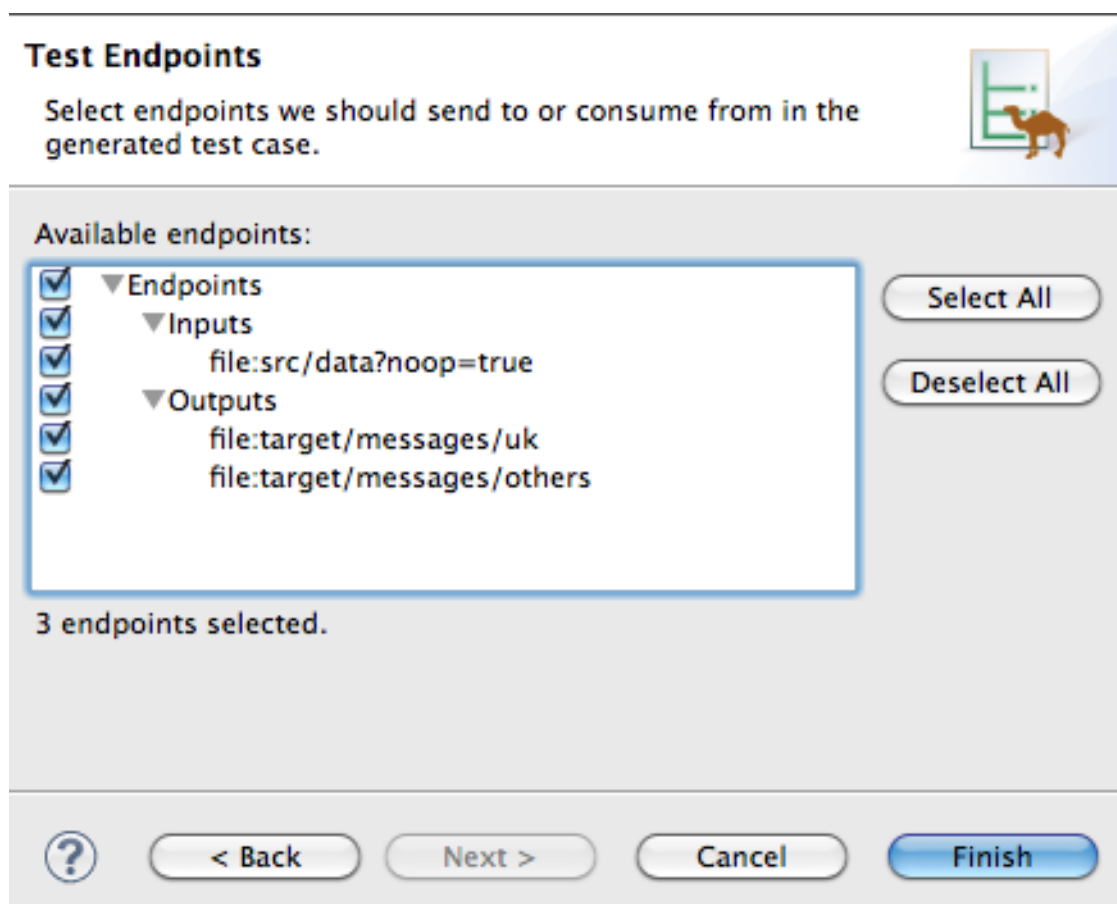 Test Endpoints
Select endpoints we should send to or consume from in the
generated test case.
Available endpoints:
Endpoints
Inputs
file:src/data?noop=true
Outputs
file:target/messages/uk
file:target/messages/others
Select All
Deselect All
3 endpoints selected.
?
< Back
Next >
Cancel
Finish